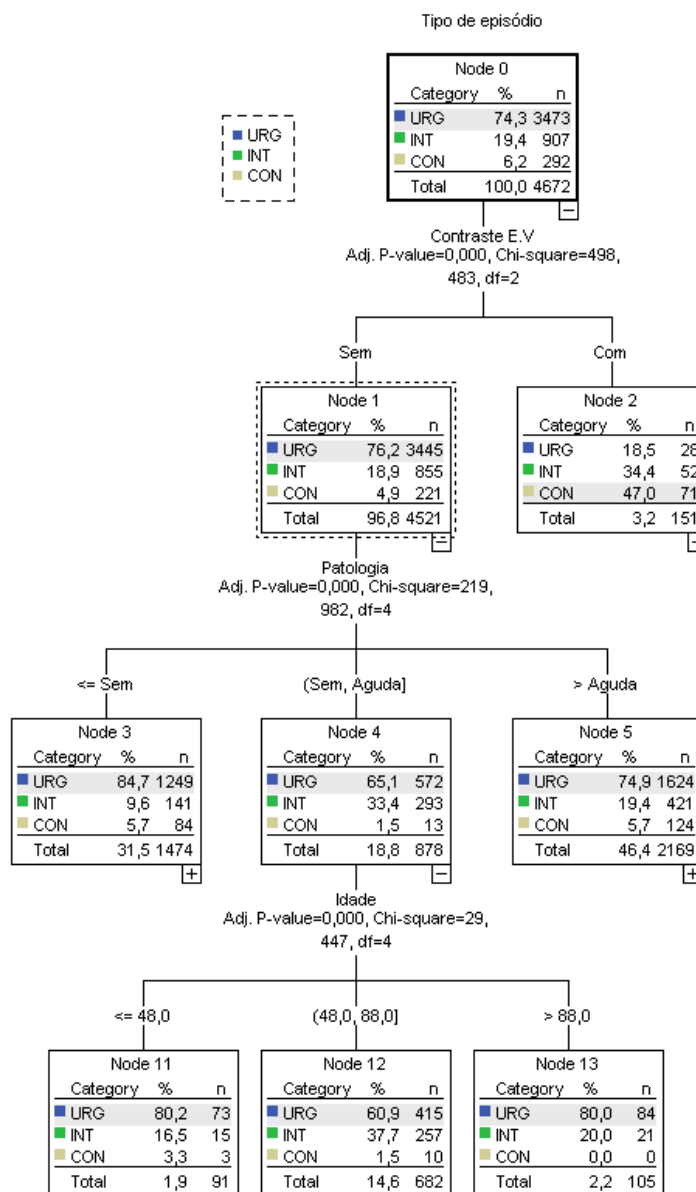 Tipo de episódio
URG
INT
CON
Node 0
Category % n
URG 74,3 3473
INT 19,4 907
CON 6,2 292
Total 100,0 4672
Contraste E.V
Adj. P-value=0,000, Chi-square=498,
483, df=2
Sem
Com
Node 1
Category % n
URG 76,2 3445
INT 18,9 855
CON 4,9 221
Total 96,8 4521
Node 2
Category % n
URG 18,5 28
INT 34,4 52
CON 47,0 71
Total 3,2 151
Patologia
Adj. P-value=0,000, Chi-square=219,
982, df=4
<= Sem
(Sem, Aguda]
> Aguda
Node 3
Category % n
URG 84,7 1249
INT 9,6 141
CON 5,7 84
Total 31,5 1474
Node 4
Category % n
URG 65,1 572
INT 33,4 293
CON 1,5 13
Total 18,8 878
Node 5
Category % n
URG 74,9 1624
INT 19,4 421
CON 5,7 124
Total 46,4 2169
Idade
Adj. P-value=0,000, Chi-square=29,
447, df=4
<= 48,0
(48,0, 88,0]
> 88,0
Node 11
Category % n
URG 80,2 73
INT 16,5 15
CON 3,3 3
Total 1,9 91
Node 12
Category % n
URG 60,9 415
INT 37,7 257
CON 1,5 10
Total 14,6 682
Node 13
Category % n
URG 80,0 84
INT 20,0 21
CON 0,0 0
Total 2,2 105